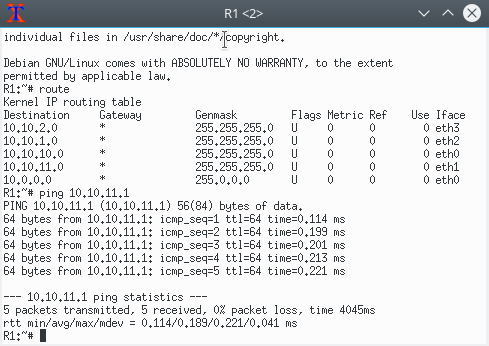 R1 <2>
individual files in /usr/share/doc/*/copyright.
Debian GNU/Linux comes with ABSOLUTELY NO WARRANTY, to the extent
permitted by applicable law.
R1:~# route
Kernel IP routing table
Destination     Gateway         Genmask         Flags Metric Ref    Use Iface
10.10.2.0       *               255.255.255.0   U     0      0        0 eth3
10.10.1.0       *               255.255.255.0   U     0      0        0 eth2
10.10.10.0      *               255.255.255.0   U     0      0        0 eth0
10.10.11.0      *               255.255.255.0   U     0      0        0 eth1
10.0.0.0        *               255.0.0.0       U     0      0        0 eth0
R1:~# ping 10.10.11.1
PING 10.10.11.1 (10.10.11.1) 56(84) bytes of data.
64 bytes from 10.10.11.1: icmp_seq=1 ttl=64 time=0.114 ms
64 bytes from 10.10.11.1: icmp_seq=2 ttl=64 time=0.199 ms
64 bytes from 10.10.11.1: icmp_seq=3 ttl=64 time=0.201 ms
64 bytes from 10.10.11.1: icmp_seq=4 ttl=64 time=0.213 ms
64 bytes from 10.10.11.1: icmp_seq=5 ttl=64 time=0.221 ms
--- 10.10.11.1 ping statistics ---
5 packets transmitted, 5 received, 0% packet loss, time 4045ms
rtt min/avg/max/mdev = 0.114/0.189/0.221/0.041 ms
R1:~#